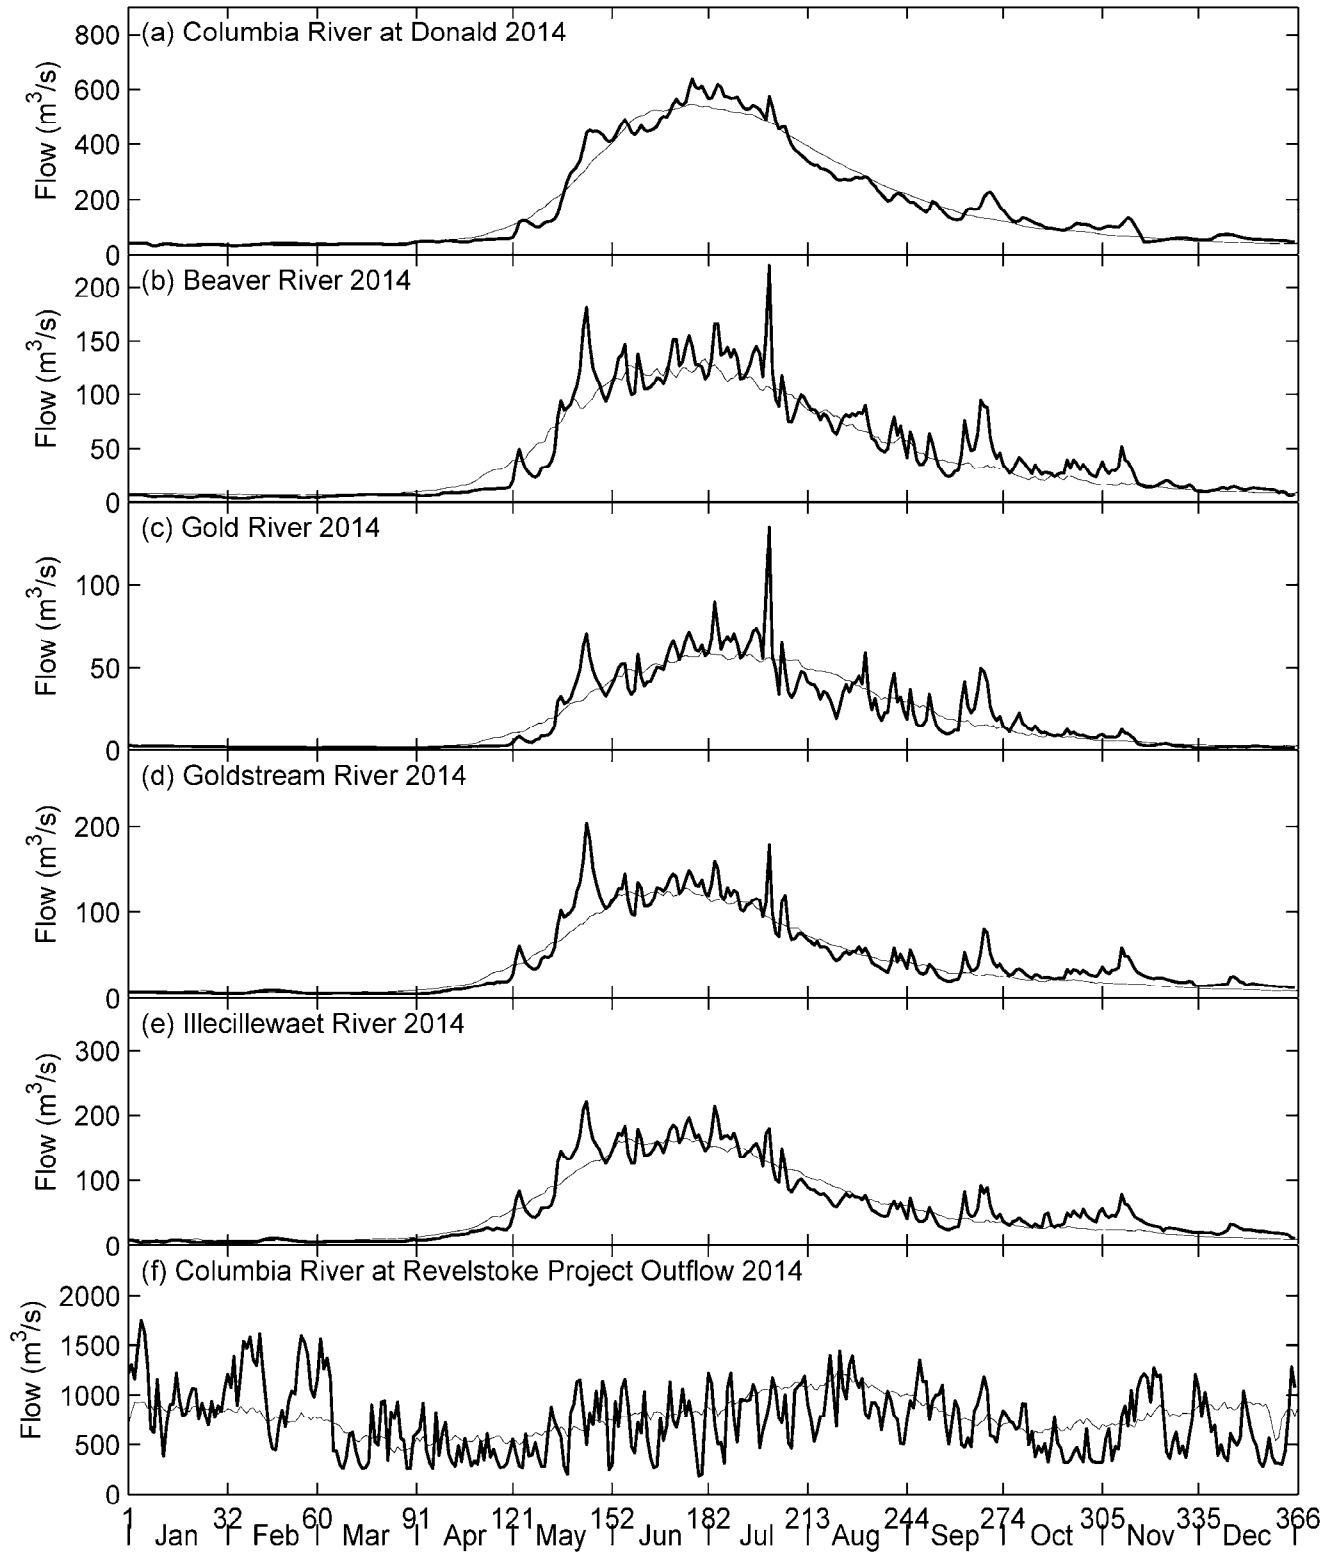 (a) Columbia River at Donald 2014
Flow (m³/s)
800
600
400
200
0
(b) Beaver River 2014
Flow (m³/s)
200
150
100
50
0
(c) Gold River 2014
Flow (m³/s)
100
50
0
(d) Goldstream River 2014
Flow (m³/s)
200
100
0
(e) Illecillewaet River 2014
Flow (m³/s)
300
200
100
0
(f) Columbia River at Revelstoke Project Outflow 2014
Flow (m³/s)
2000
1500
1000
500
0
1 32 60 91 121 152 182 213 244 274 305 335 366
Jan Feb Mar Apr May Jun Jul Aug Sep Oct Nov Dec